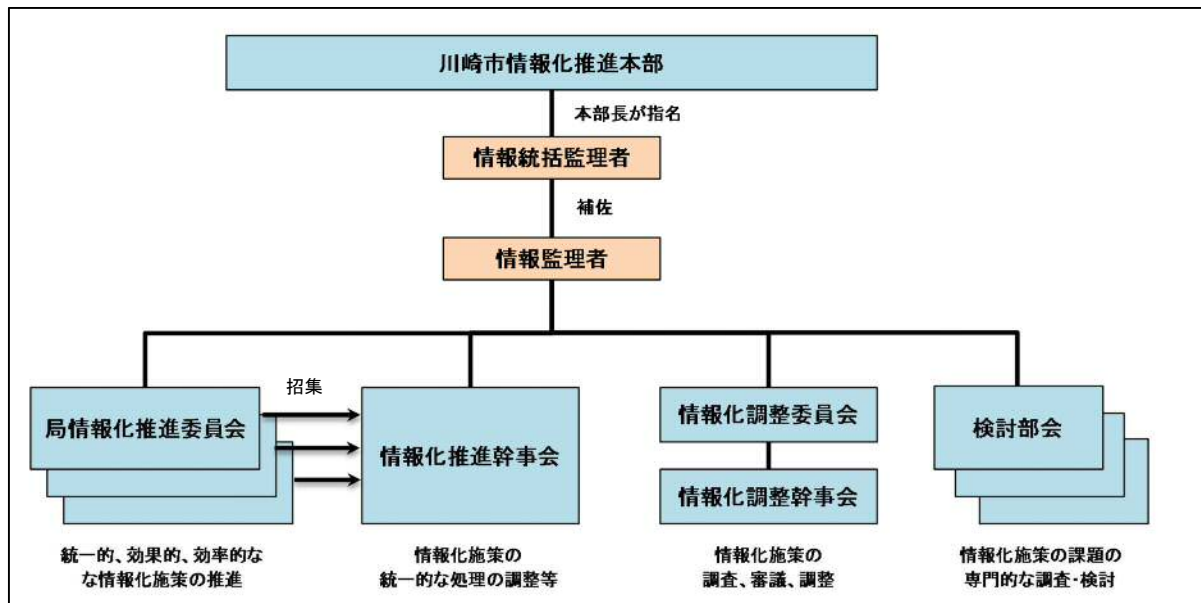 川崎市情報化推進本部
本部長が指名
情報統括監理者
補佐
情報監理者
局情報化推進委員会
招集
情報化推進幹事会
情報化調整委員会
情報化調整幹事会
検討部会
統一的、効果的、効率的な
な情報化施策の推進
情報化施策の
統一的な処理の調整等
情報化施策の
調査、審議、調整
情報化施策の課題の
専門的な調査・検討